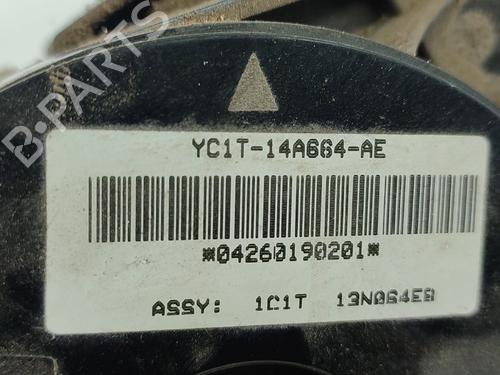 B-PARTS
YC1T-14A664-AE
*04260190201*
ASSY: 1C1T 13N064EB